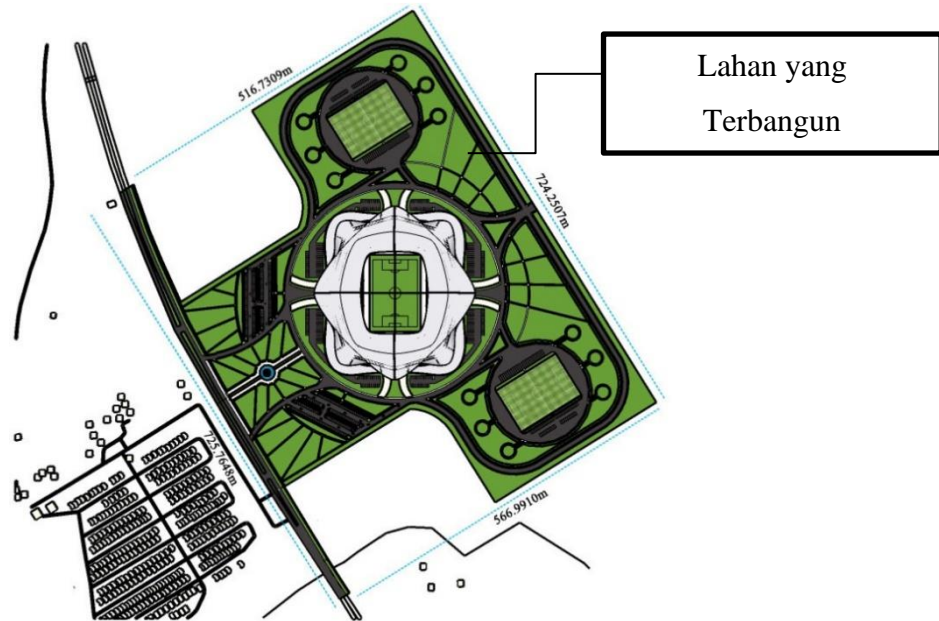 516.7309m
Lahan yang
Terbangun
724.2507m
725.7648m
566.9910m